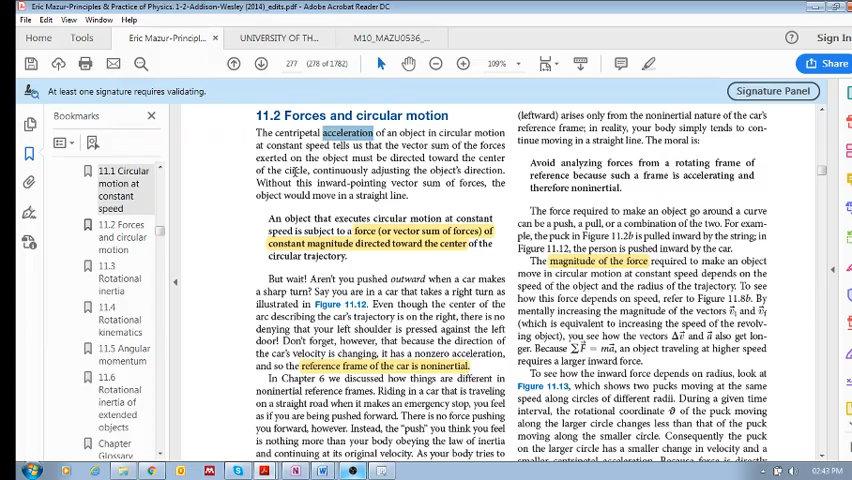 Eric Mazur-Principles & Practice of Physics. 1-2-Addison-Wesley (2014)_edits.pdf - Adobe Acrobat Reader DC
File Edit View Window Help
Home Tools Eric Mazur-Principl... × UNIVERSITY OF TH... M10_MAZU0536_... Sign In
277 (278 of 1782) 109% Share
At least one signature requires validating. Signature Panel
Bookmarks
11.1 Circular
motion at
constant
speed
11.2 Forces
and circular
motion
11.3
Rotational
inertia
11.4
Rotational
kinematics
11.5 Angular
momentum
11.6
Rotational
inertia of
extended
objects
Chapter
Glossary
11.2 Forces and circular motion
The centripetal acceleration of an object in circular motion
at constant speed tells us that the vector sum of the forces
exerted on the object must be directed toward the center
of the circle, continuously adjusting the object's direction.
Without this inward-pointing vector sum of forces, the
object would move in a straight line.
An object that executes circular motion at constant
speed is subject to a force (or vector sum of forces) of
constant magnitude directed toward the center of the
circular trajectory.
But wait! Aren't you pushed outward when a car makes
a sharp turn? Say you are in a car that takes a right turn as
illustrated in Figure 11.12. Even though the center of the
arc describing the car's trajectory is on the right, there is no
denying that your left shoulder is pressed against the left
door! Don't forget, however, that because the direction of
the car's velocity is changing, it has a nonzero acceleration,
and so the reference frame of the car is noninertial.
In Chapter 6 we discussed how things are different in
noninertial reference frames. Riding in a car that is traveling
on a straight road when it makes an emergency stop, you feel
as if you are being pushed forward. There is no force pushing
you forward, however. Instead, the "push" you think you feel
is nothing more than your body obeying the law of inertia
and continuing at its original velocity. As your body tries to
(leftward) arises only from the noninertial nature of the car's
reference frame; in reality, your body simply tends to con-
tinue moving in a straight line. The moral is:
Avoid analyzing forces from a rotating frame of
reference because such a frame is accelerating and
therefore noninertial.
The force required to make an object go around a curve
can be a push, a pull, or a combination of the two. For exam-
ple, the puck in Figure 11.2b is pulled inward by the string; in
Figure 11.12, the person is pushed inward by the car.
The magnitude of the force required to make an object
move in circular motion at constant speed depends on the
speed of the object and the radius of the trajectory. To see
how this force depends on speed, refer to Figure 11.8b. By
mentally increasing the magnitude of the vectors v⃗i and v⃗f
(which is equivalent to increasing the speed of the revolv-
ing object), you see how the vectors Δv⃗ and a⃗ also get lon-
ger. Because ΣF⃗ = ma⃗, an object traveling at higher speed
requires a larger inward force.
To see how the inward force depends on radius, look at
Figure 11.13, which shows two pucks moving at the same
speed along circles of different radii. During a given time
interval, the rotational coordinate ϑ of the puck moving
along the larger circle changes less than that of the puck
moving along the smaller circle. Consequently the puck
on the larger circle has a smaller change in velocity and a
smaller centripetal acceleration. Because force is directly
02:43 PM